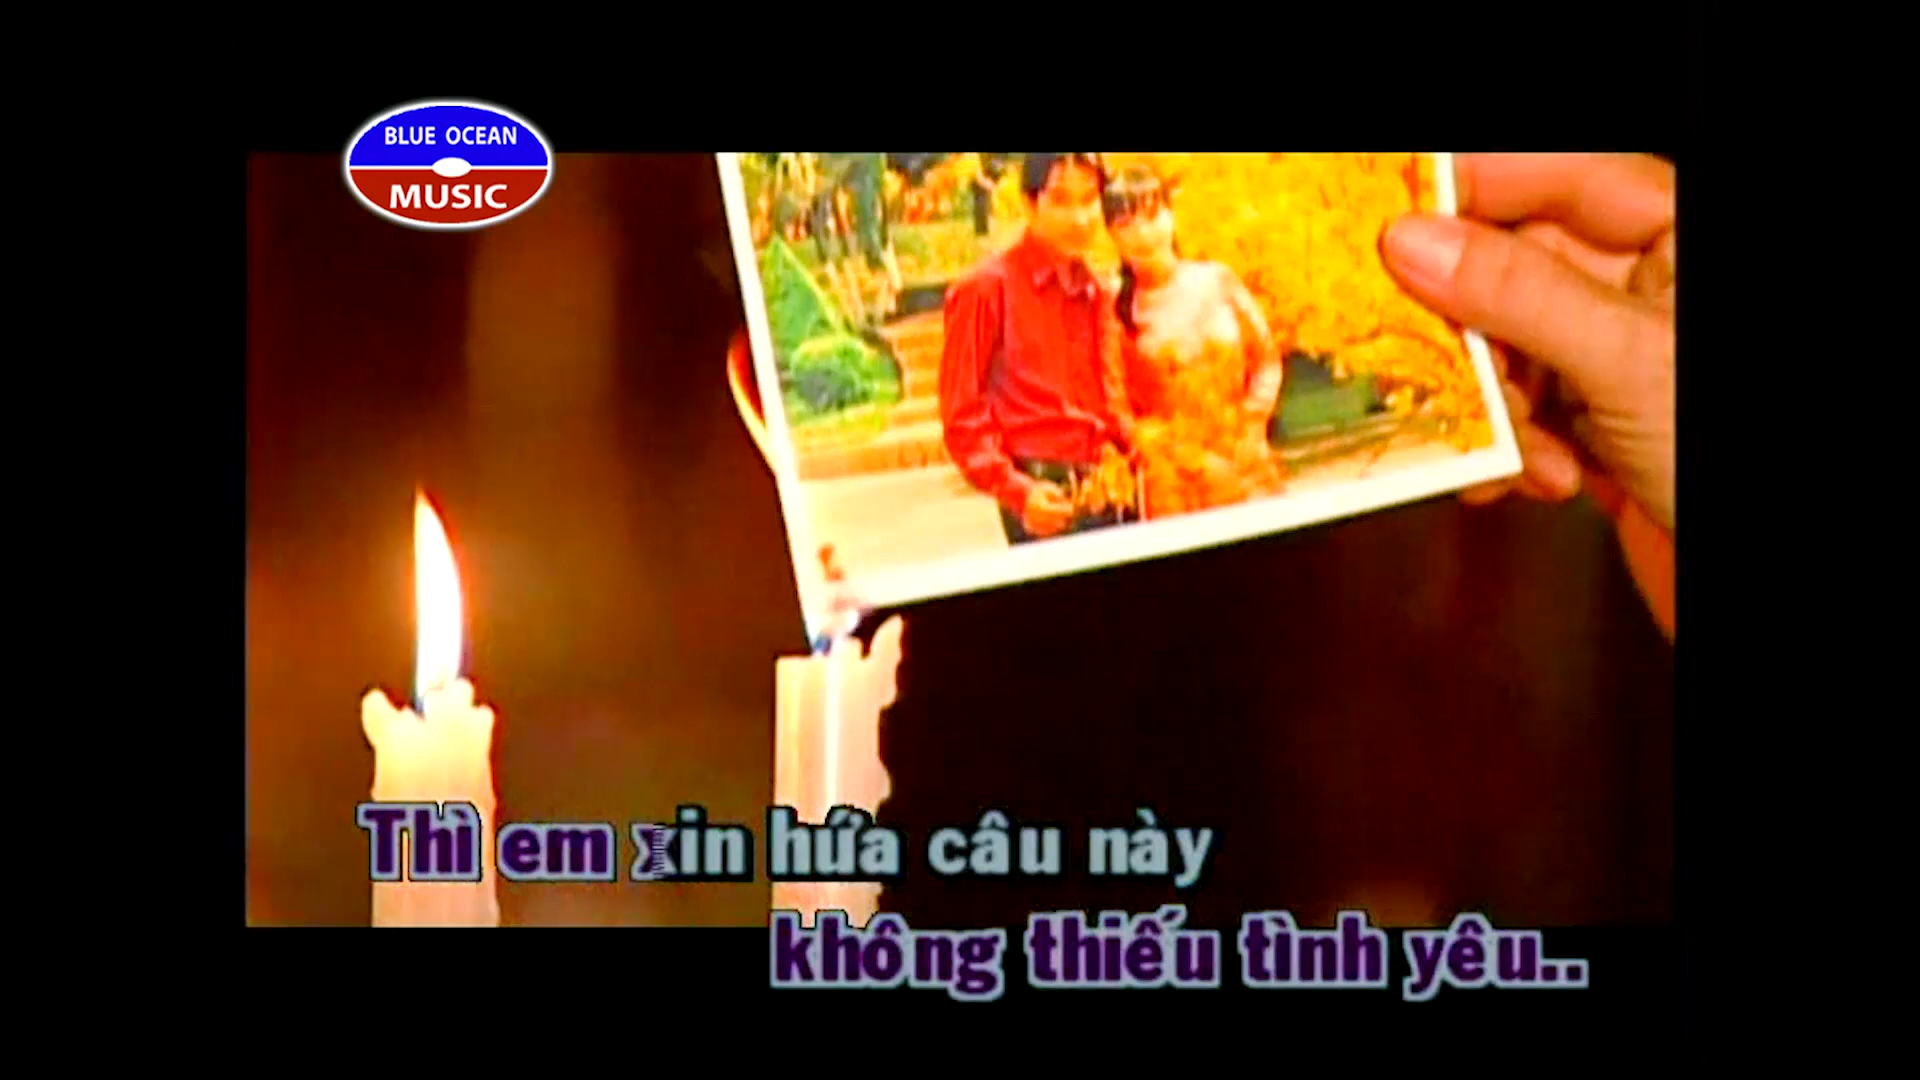 BLUE OCEAN
MUSIC
Thì em xin hứa câu này
không thiếu tình yêu..